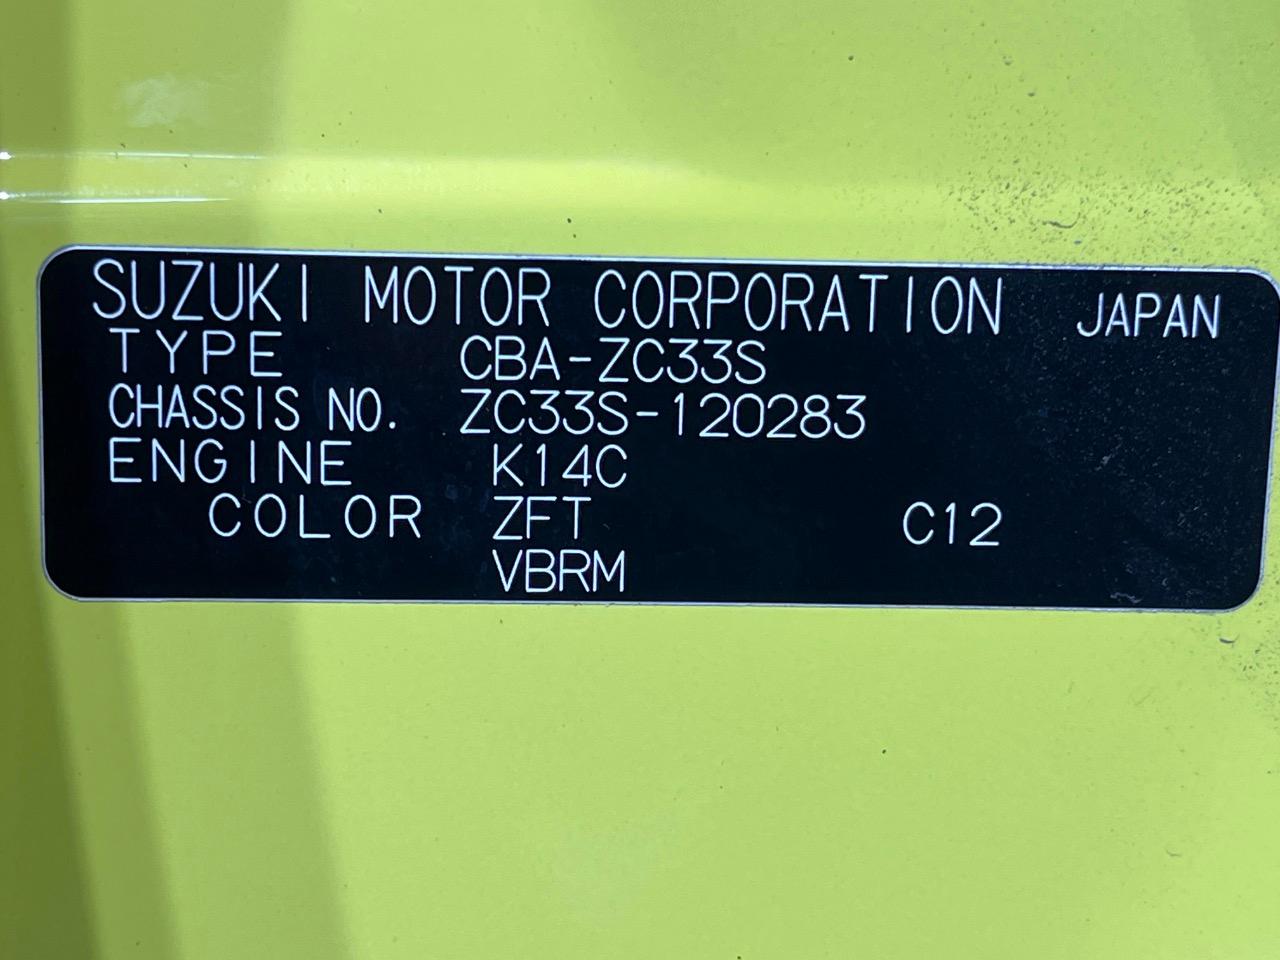 SUZUKI MOTOR CORPORATION JAPAN
TYPE CBA-ZC33S
CHASSIS NO. ZC33S-120283
ENGINE K14C
COLOR ZFT C12
VBRM